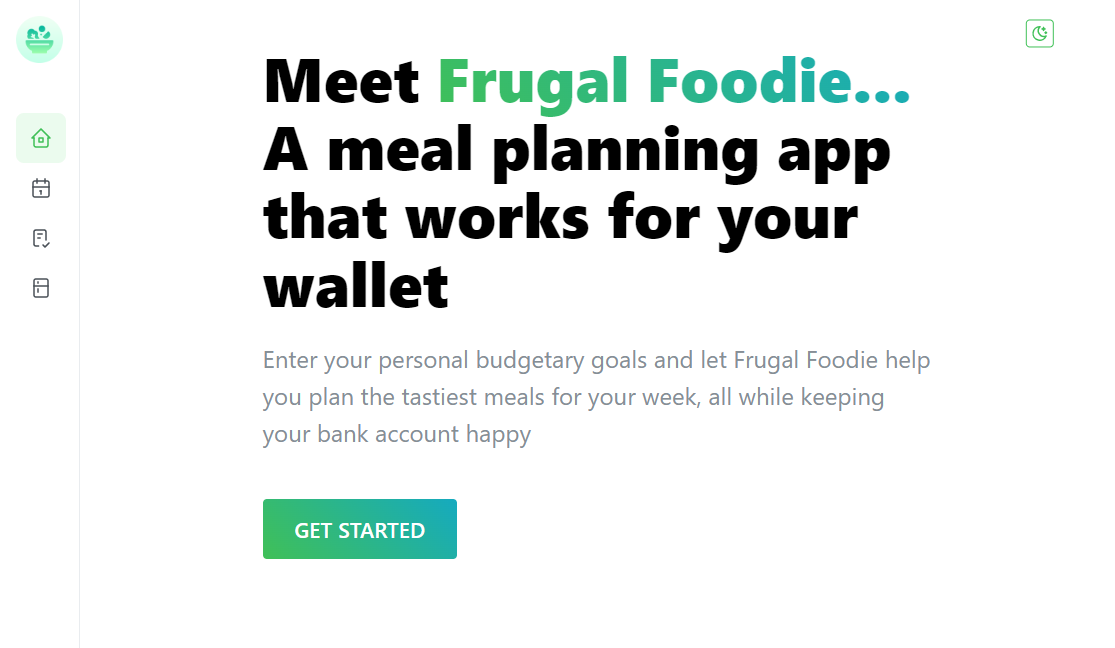 Meet Frugal Foodie...
A meal planning app
that works for your
wallet
Enter your personal budgetary goals and let Frugal Foodie help
you plan the tastiest meals for your week, all while keeping
your bank account happy
GET STARTED